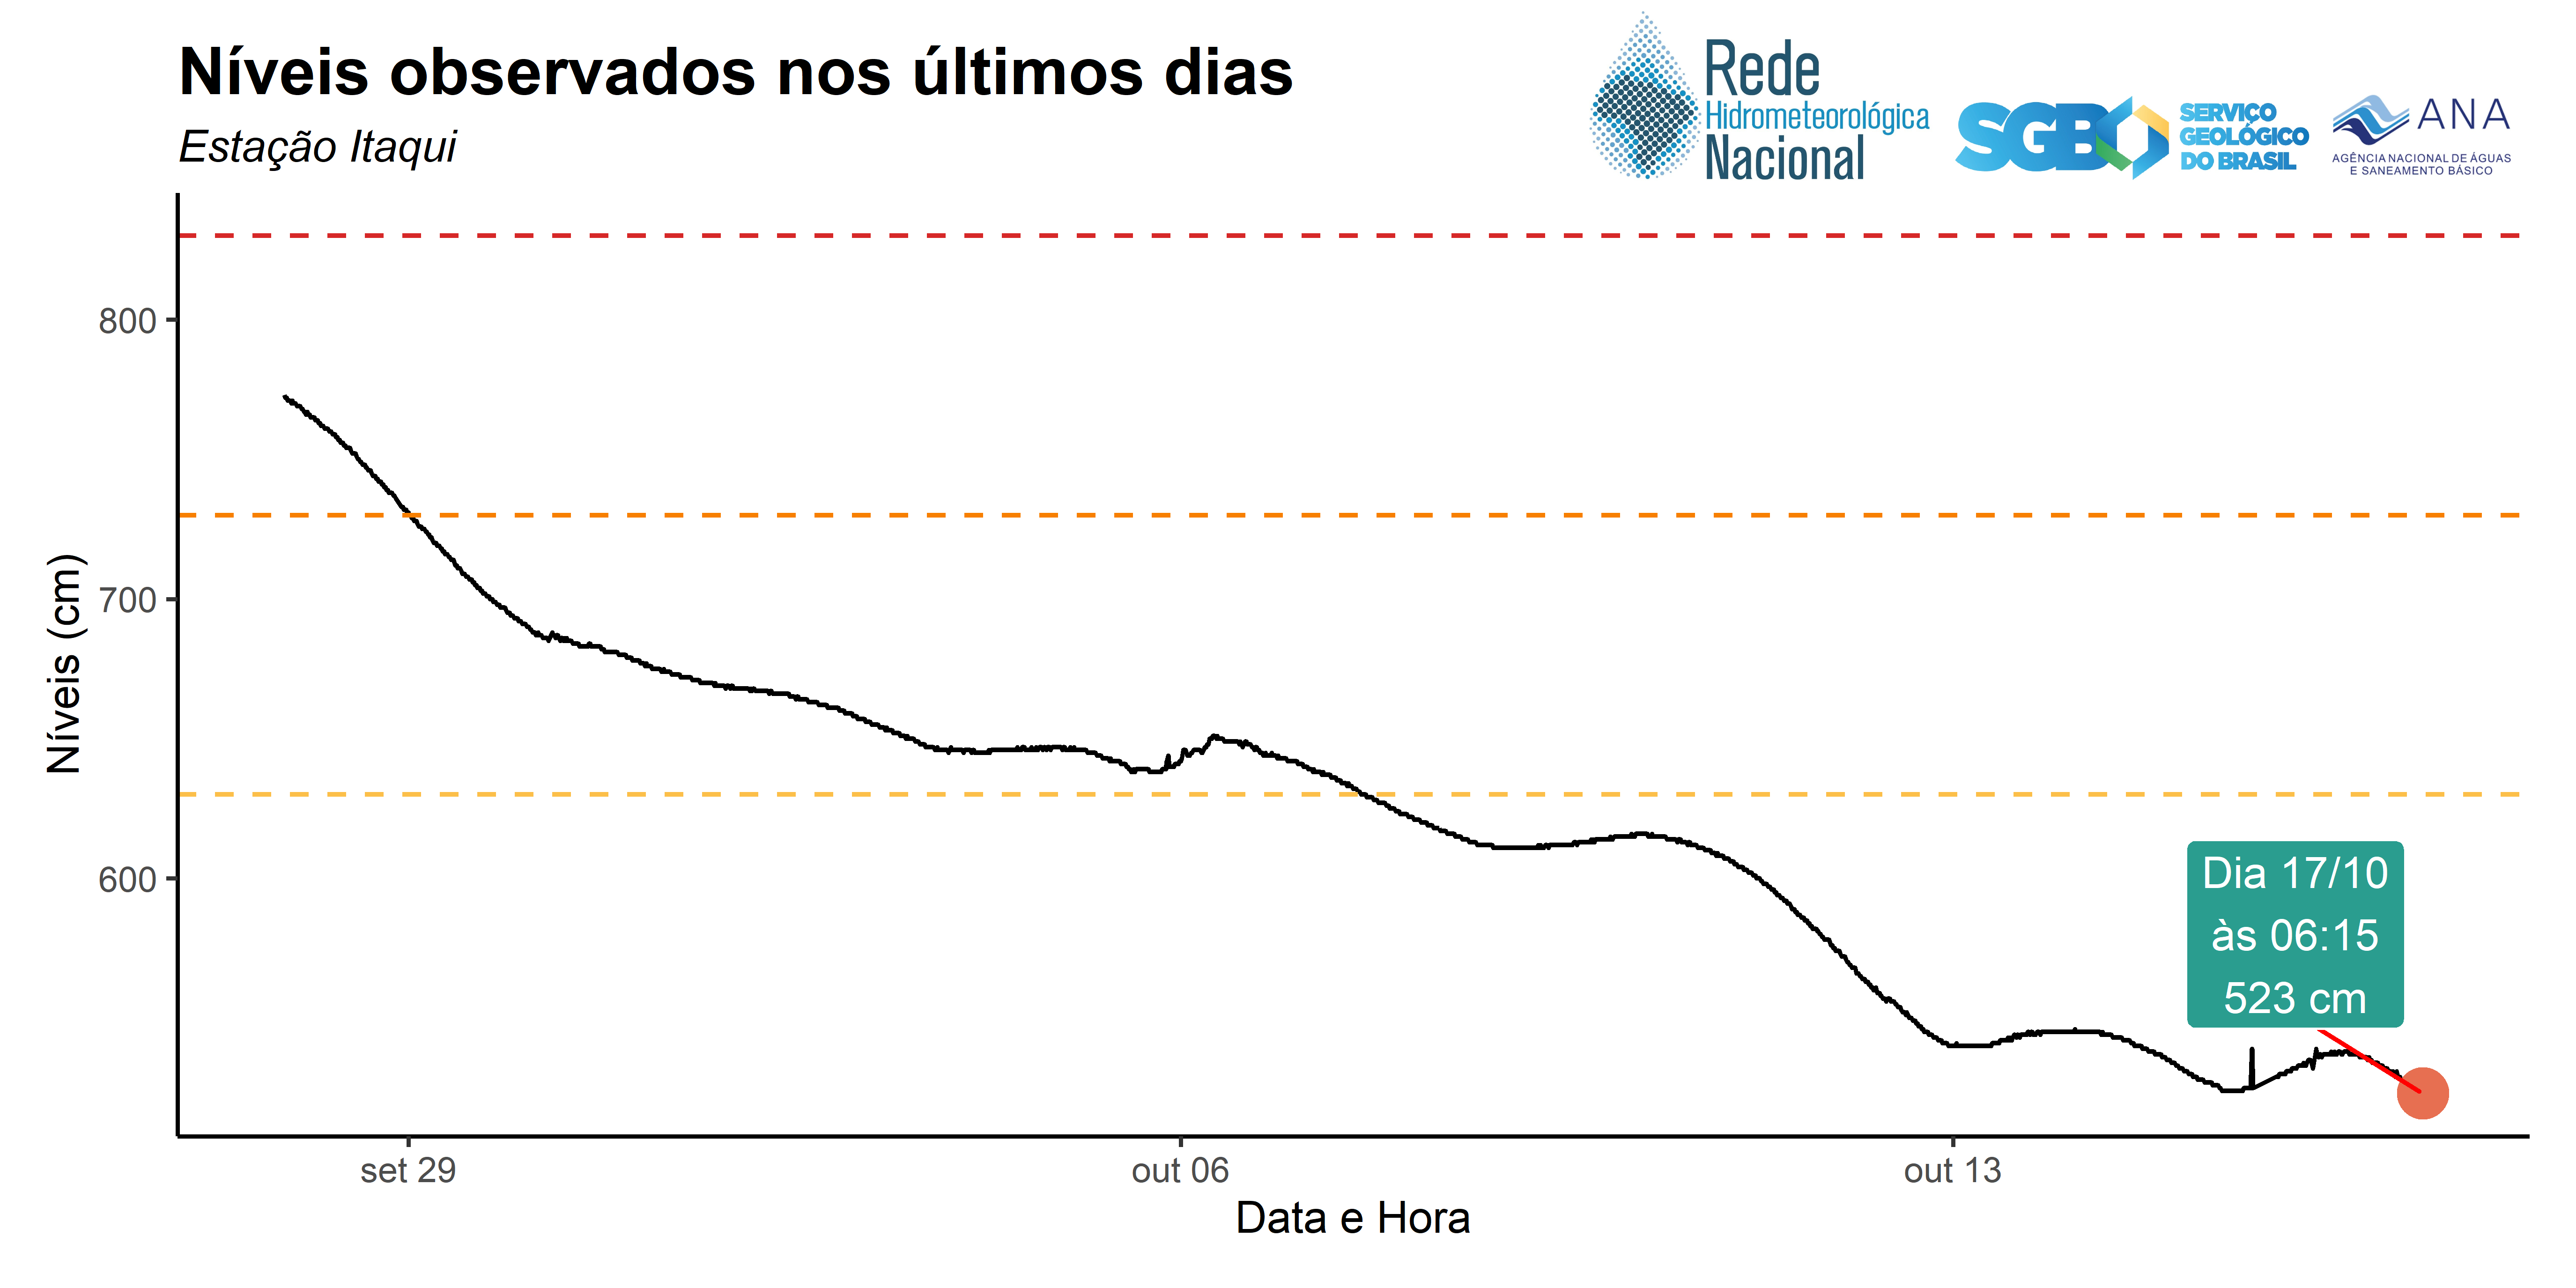 Níveis observados nos últimos dias
Estação Itaqui
Rede
Hidrometeorológica
Nacional
SGB
SERVIÇO
GEOLÓGICO
DO BRASIL
ANA
AGÊNCIA NACIONAL DE ÁGUAS
E SANEAMENTO BÁSICO
Níveis (cm)
800
700
600
Dia 17/10
às 06:15
523 cm
set 29
out 06
out 13
Data e Hora